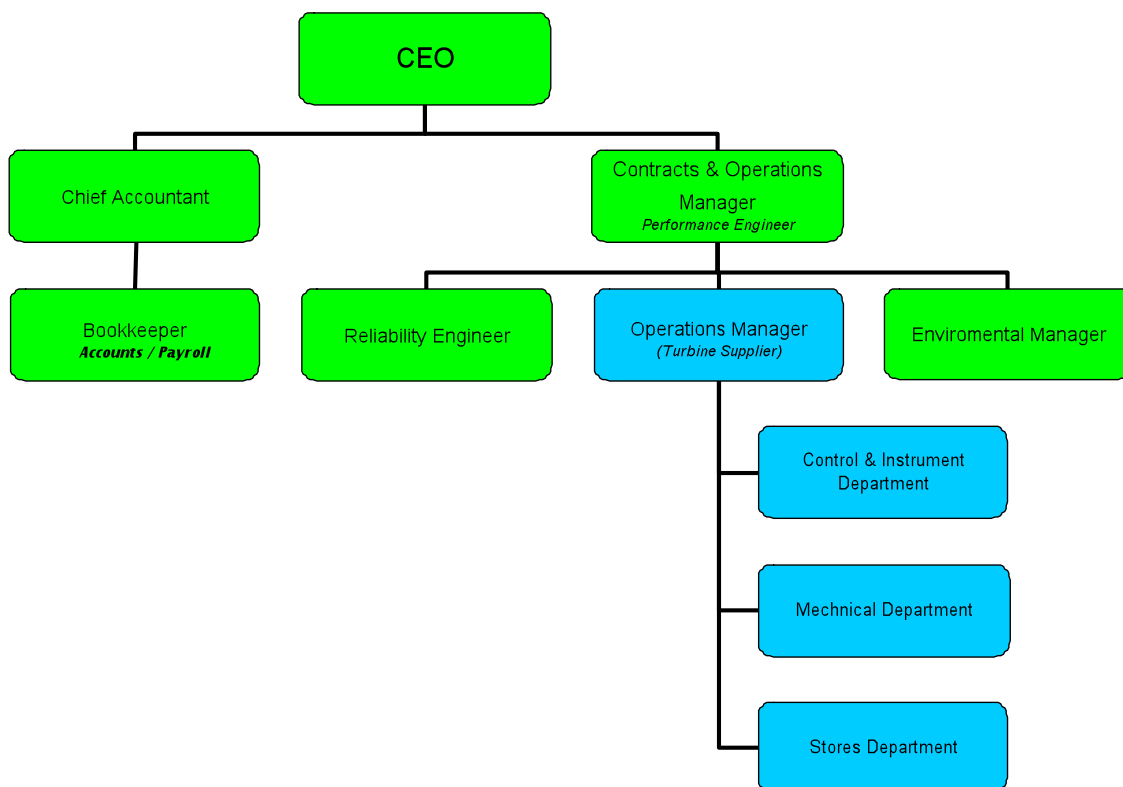 CEO
Chief Accountant
Contracts & Operations
Manager
Performance Engineer
Bookkeeper
Accounts / Payroll
Reliability Engineer
Operations Manager
(Turbine Supplier)
Enviromental Manager
Control & Instrument
Department
Mechnical Department
Stores Department